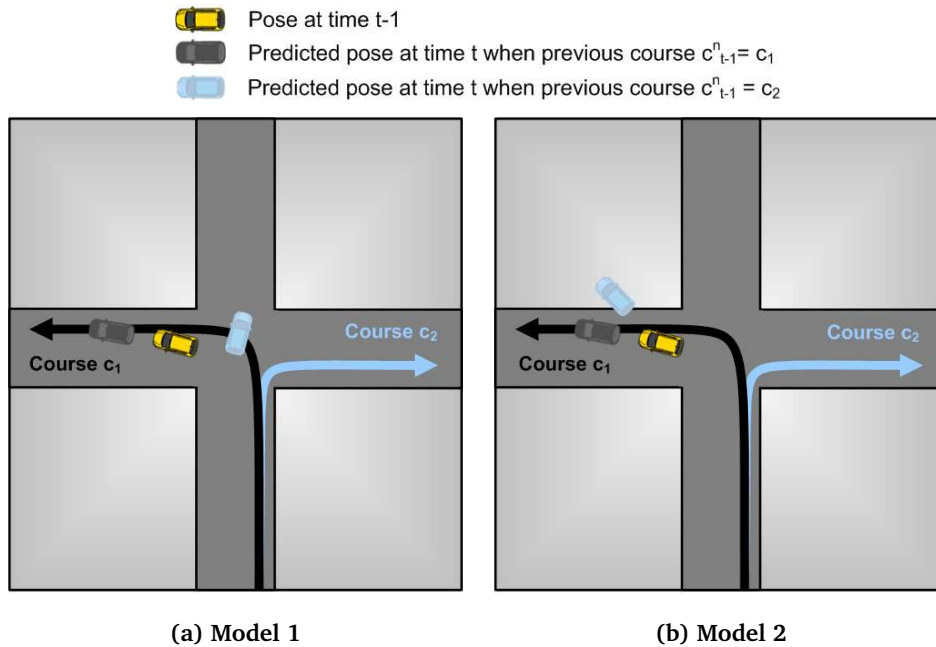 Pose at time t-1
Predicted pose at time t when previous course cⁿₜ₋₁= c₁
Predicted pose at time t when previous course cⁿₜ₋₁ = c₂
Course c₂
Course c₁
Course c₂
Course c₁
(a) Model 1
(b) Model 2